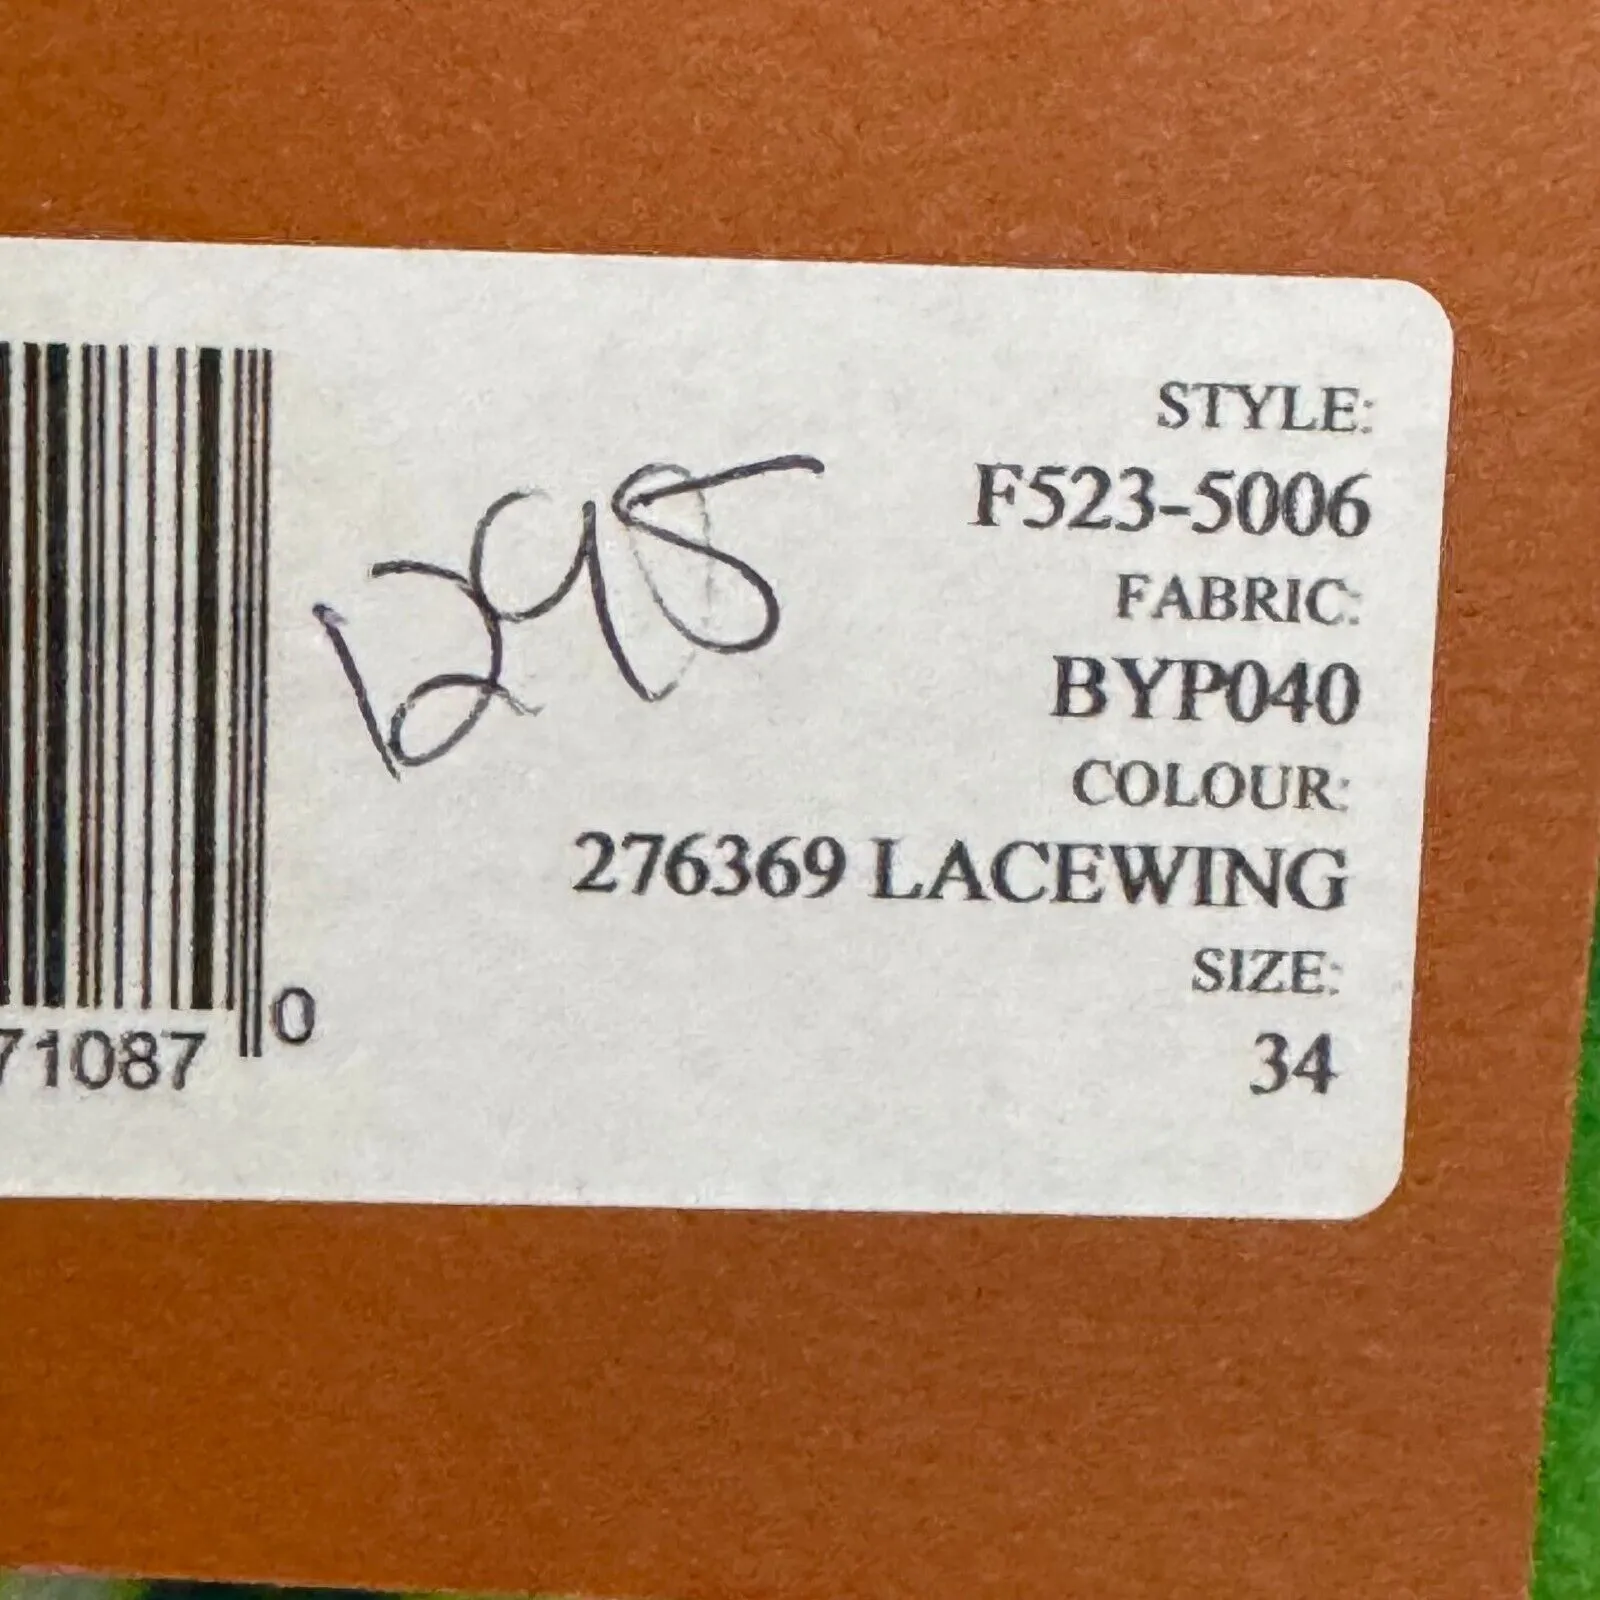 STYLE:
F523-5006
FABRIC:
BYP040
COLOUR:
276369 LACEWING
SIZE:
34
1295
71087 0